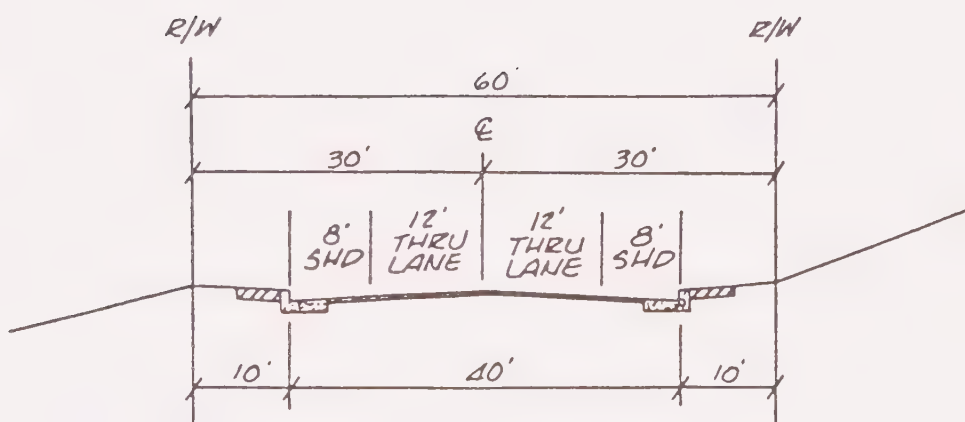 R/W R/W
60'
℄
30' 30'
8' SHD 12' THRU LANE 12' THRU LANE 8' SHD
10' 40' 10'